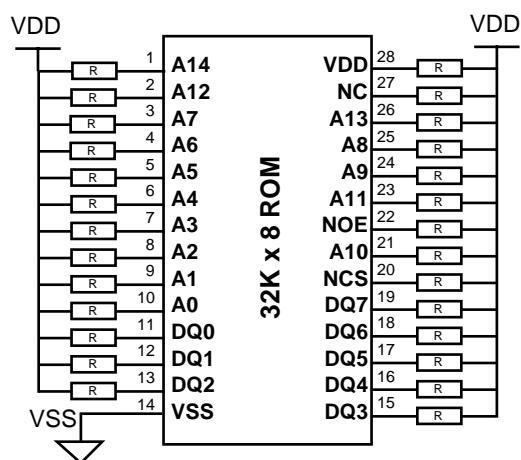 VDD VDD
1 R A14 VDD 28 R
2 R A12 NC 27 R
3 R A7 A13 26 R
4 R A6 A8 25 R
5 R A5 A9 24 R
6 R A4 A11 23 R
7 R A3 NOE 22 R
8 R A2 A10 21 R
9 R A1 NCS 20 R
10 R A0 DQ7 19 R
11 R DQ0 DQ6 18 R
12 R DQ1 DQ5 17 R
13 R DQ2 DQ4 16 R
VSS 14 VSS DQ3 15 R
32K x 8 ROM